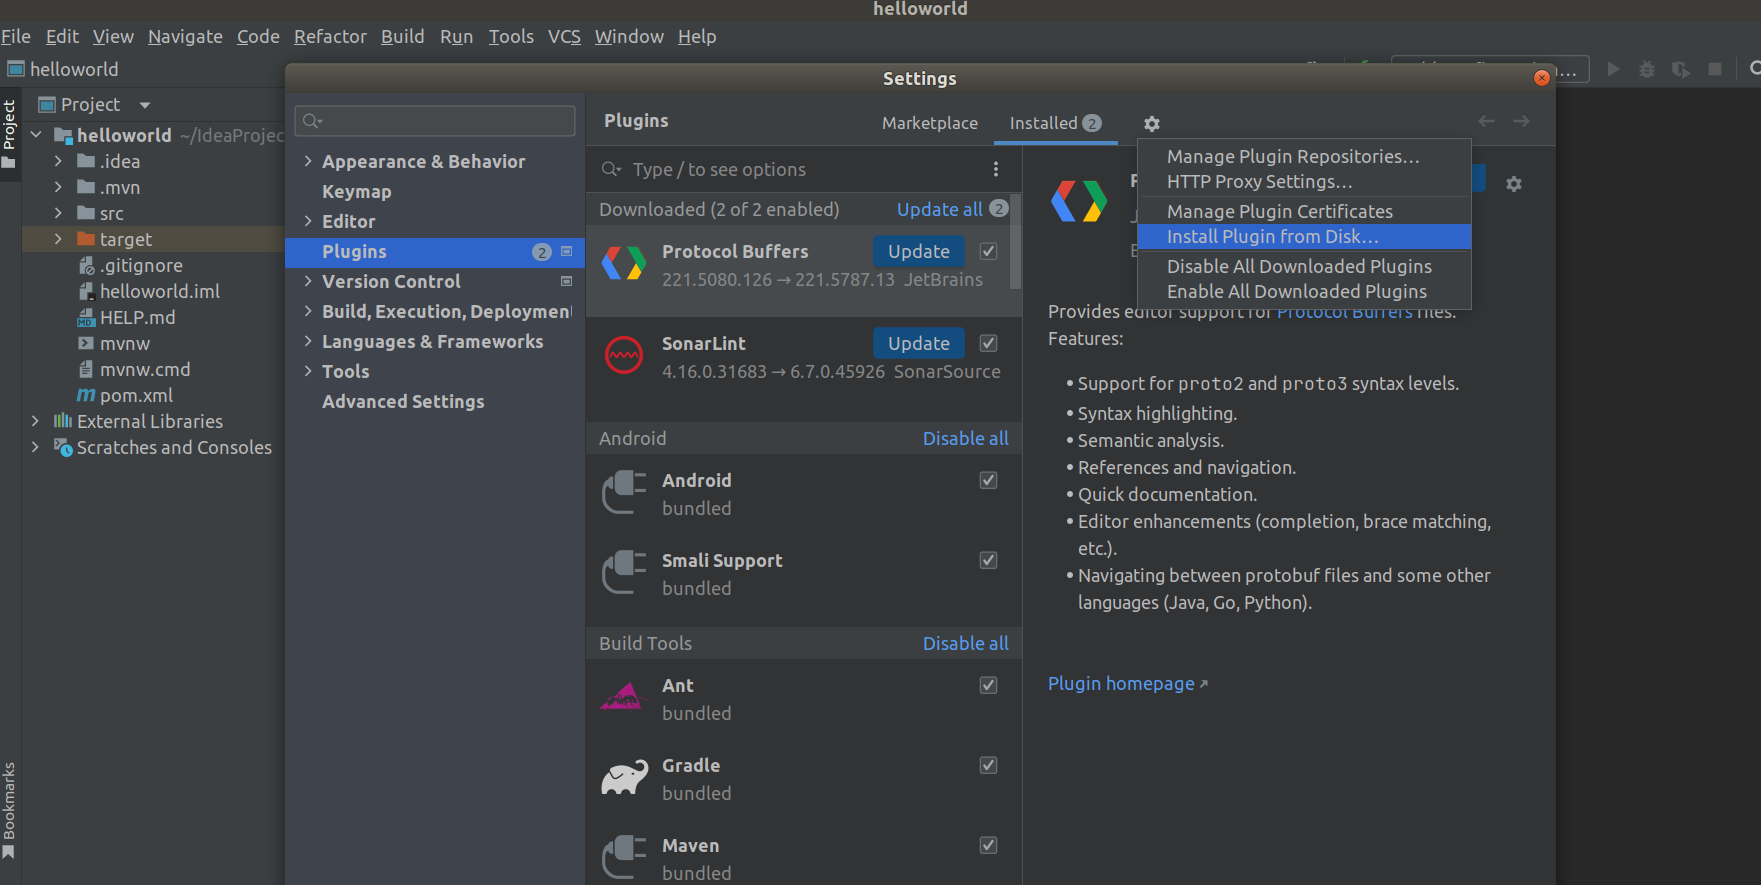 helloworld
File Edit View Navigate Code Refactor Build Run Tools VCS Window Help
helloworld
Settings
Project
Project
helloworld ~/IdeaProjec
.idea
.mvn
src
target
.gitignore
helloworld.iml
HELP.md
mvnw
mvnw.cmd
pom.xml
External Libraries
Scratches and Consoles
Bookmarks
Appearance & Behavior
Keymap
Editor
Plugins 2
Version Control
Build, Execution, Deployment
Languages & Frameworks
Tools
Advanced Settings
Plugins
Marketplace Installed 2
Type / to see options
Downloaded (2 of 2 enabled) Update all 2
Protocol Buffers Update
221.5080.126 → 221.5787.13 JetBrains
SonarLint Update
4.16.0.31683 → 6.7.0.45926 SonarSource
Android Disable all
Android
bundled
Smali Support
bundled
Build Tools Disable all
Ant
bundled
Gradle
bundled
Maven
bundled
Manage Plugin Repositories...
HTTP Proxy Settings...
Manage Plugin Certificates
Install Plugin from Disk...
Disable All Downloaded Plugins
Enable All Downloaded Plugins
Provides editor support for Protocol Buffers files.
Features:
• Support for proto2 and proto3 syntax levels.
• Syntax highlighting.
• Semantic analysis.
• References and navigation.
• Quick documentation.
• Editor enhancements (completion, brace matching,
etc.).
• Navigating between protobuf files and some other
languages (Java, Go, Python).
Plugin homepage